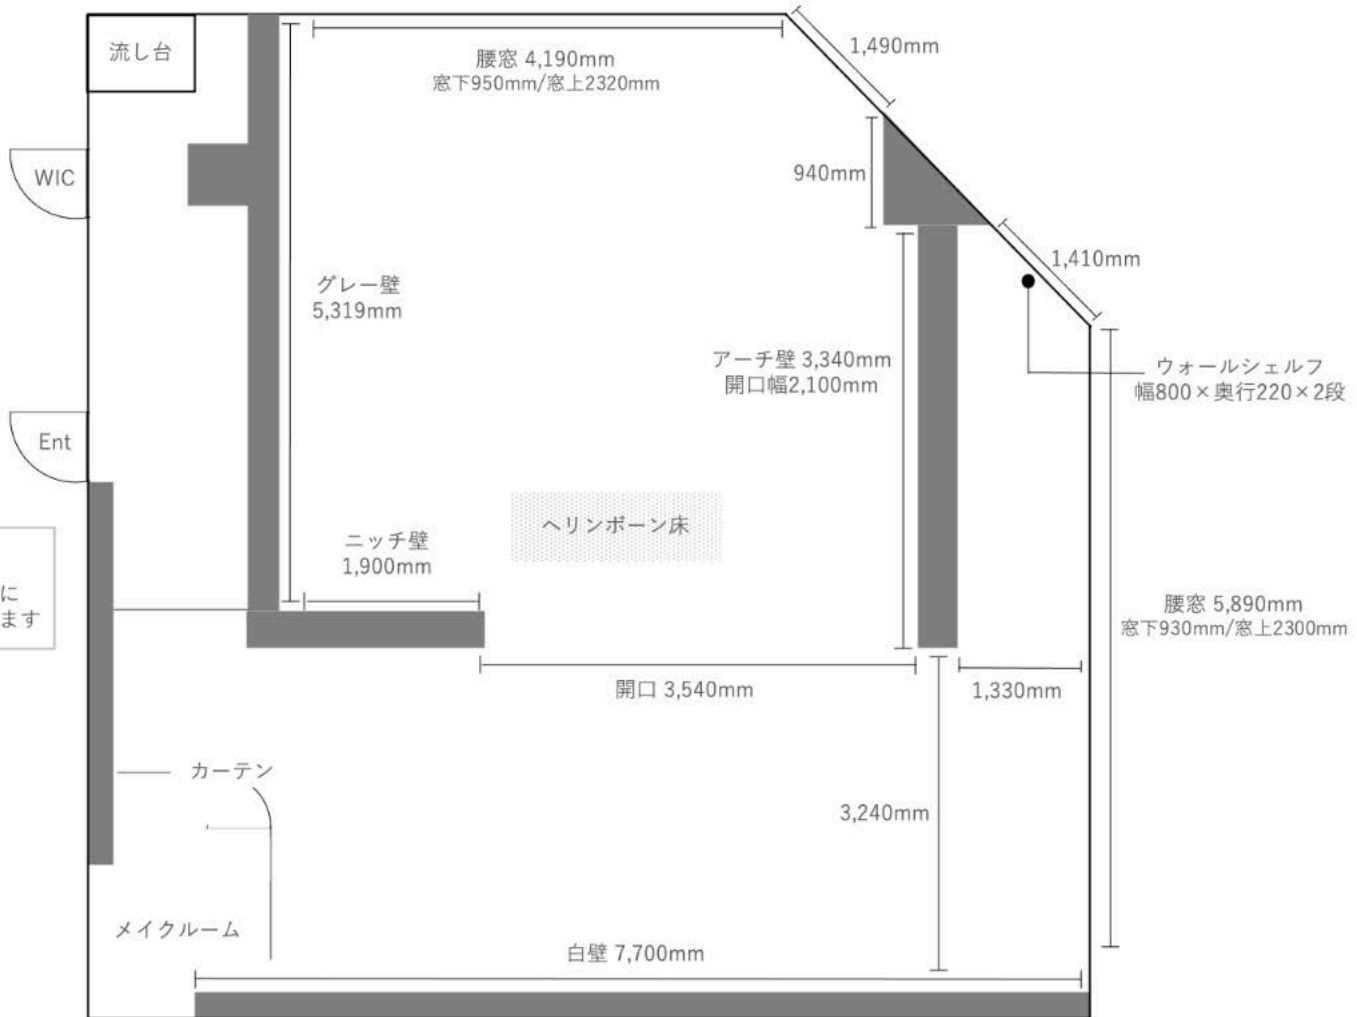 流し台
腰窓 4,190mm
窓下950mm/窓上2320mm
1,490mm
WIC
940mm
グレー壁
5,319mm
1,410mm
アーチ壁 3,340mm
開口幅2,100mm
ウォールシェルフ
幅800×奥行220×2段
Ent
ヘリンボーン床
ニッチ壁
1,900mm
に
ます
腰窓 5,890mm
窓下930mm/窓上2300mm
開口 3,540mm
1,330mm
カーテン
3,240mm
メイクルーム
白壁 7,700mm